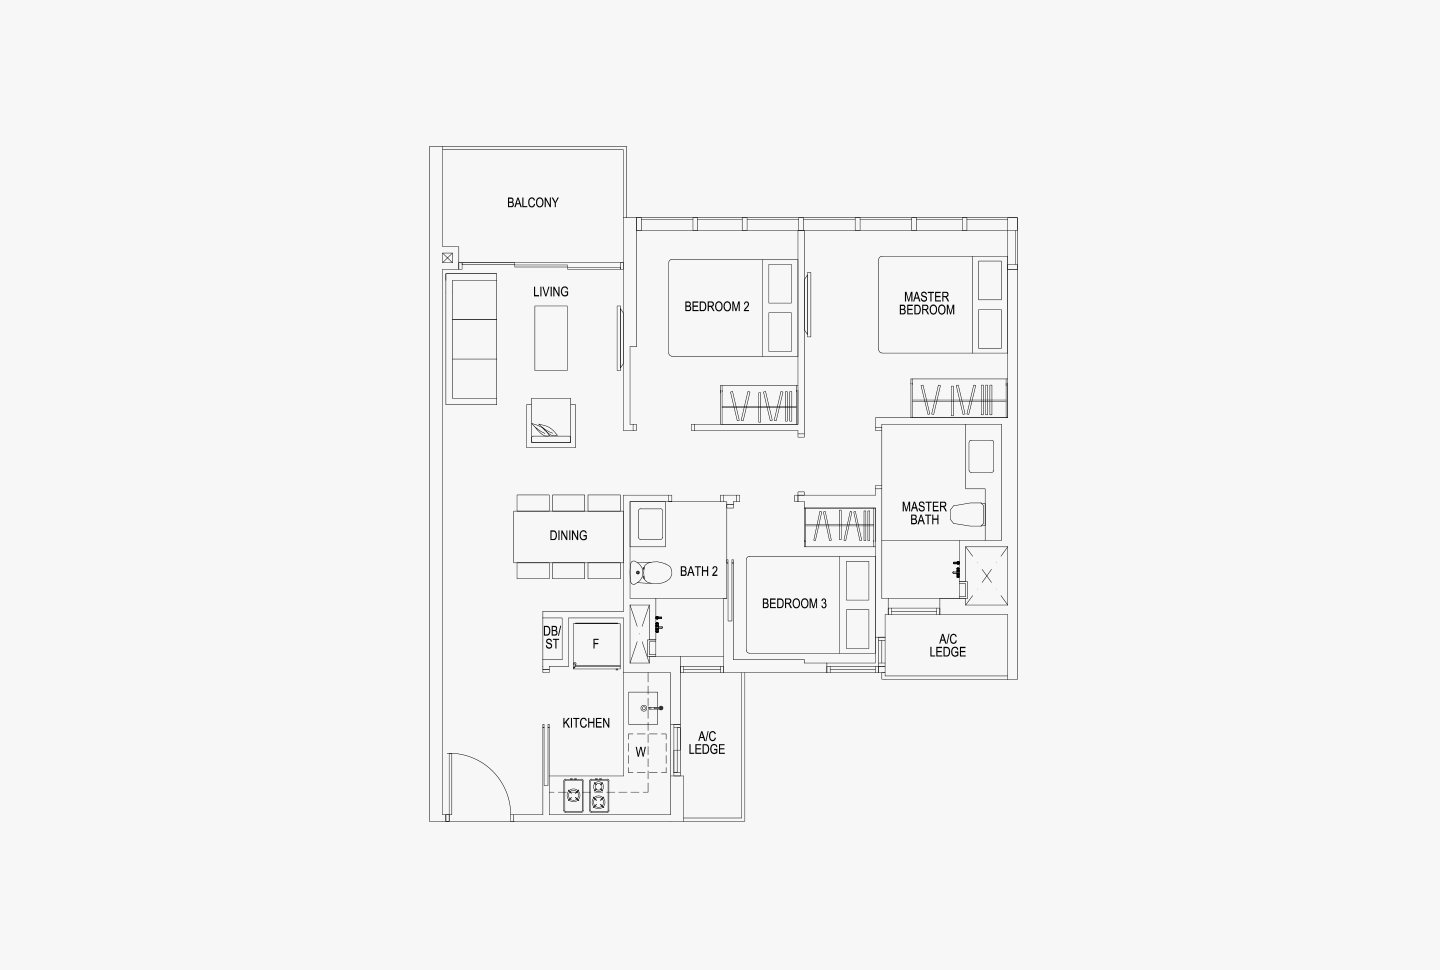 BALCONY
LIVING
BEDROOM 2
MASTER
BEDROOM
MASTER
BATH
DINING
BATH 2
BEDROOM 3
DB/
ST
F
A/C
LEDGE
KITCHEN
W
A/C
LEDGE